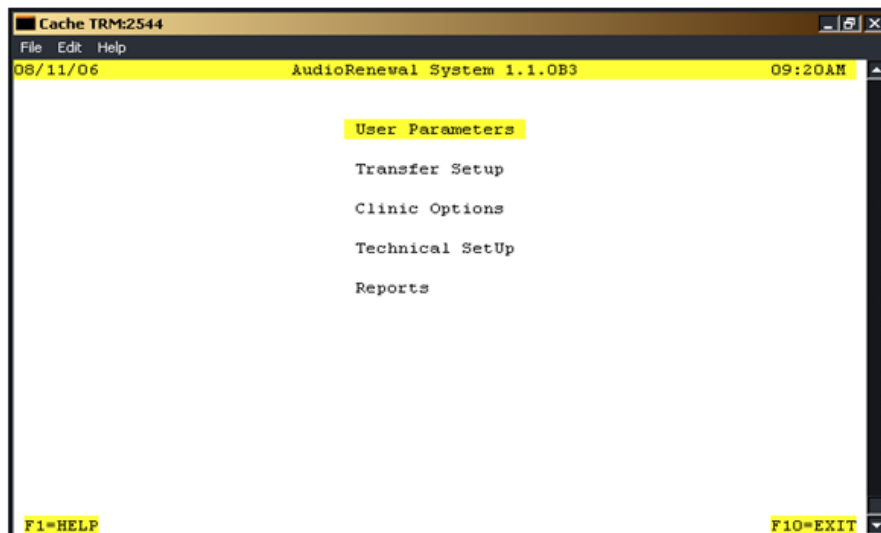 Cache TRM:2544
File Edit Help
08/11/06 AudioRenewal System 1.1.0B3 09:20AM
User Parameters
Transfer Setup
Clinic Options
Technical SetUp
Reports
F1=HELP F10=EXIT